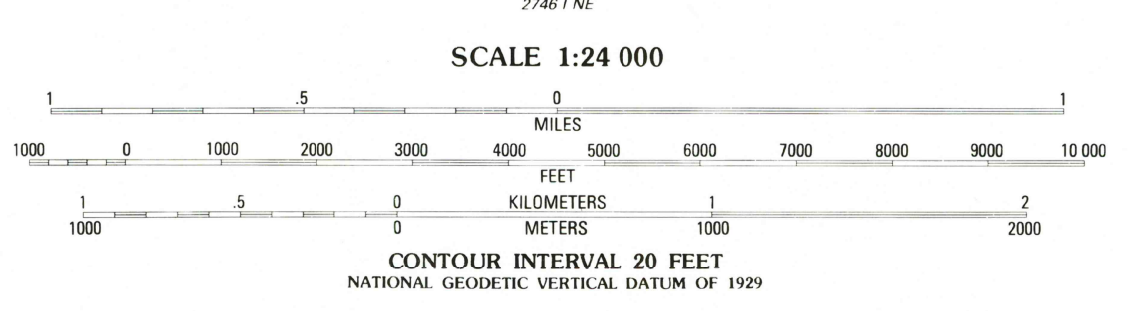 2746 I NE
SCALE 1:24 000
1 .5 0 1
MILES
1000 0 1000 2000 3000 4000 5000 6000 7000 8000 9000 10 000
FEET
1 .5 0 KILOMETERS 1 2
1000 0 METERS 1000 2000
CONTOUR INTERVAL 20 FEET
NATIONAL GEODETIC VERTICAL DATUM OF 1929